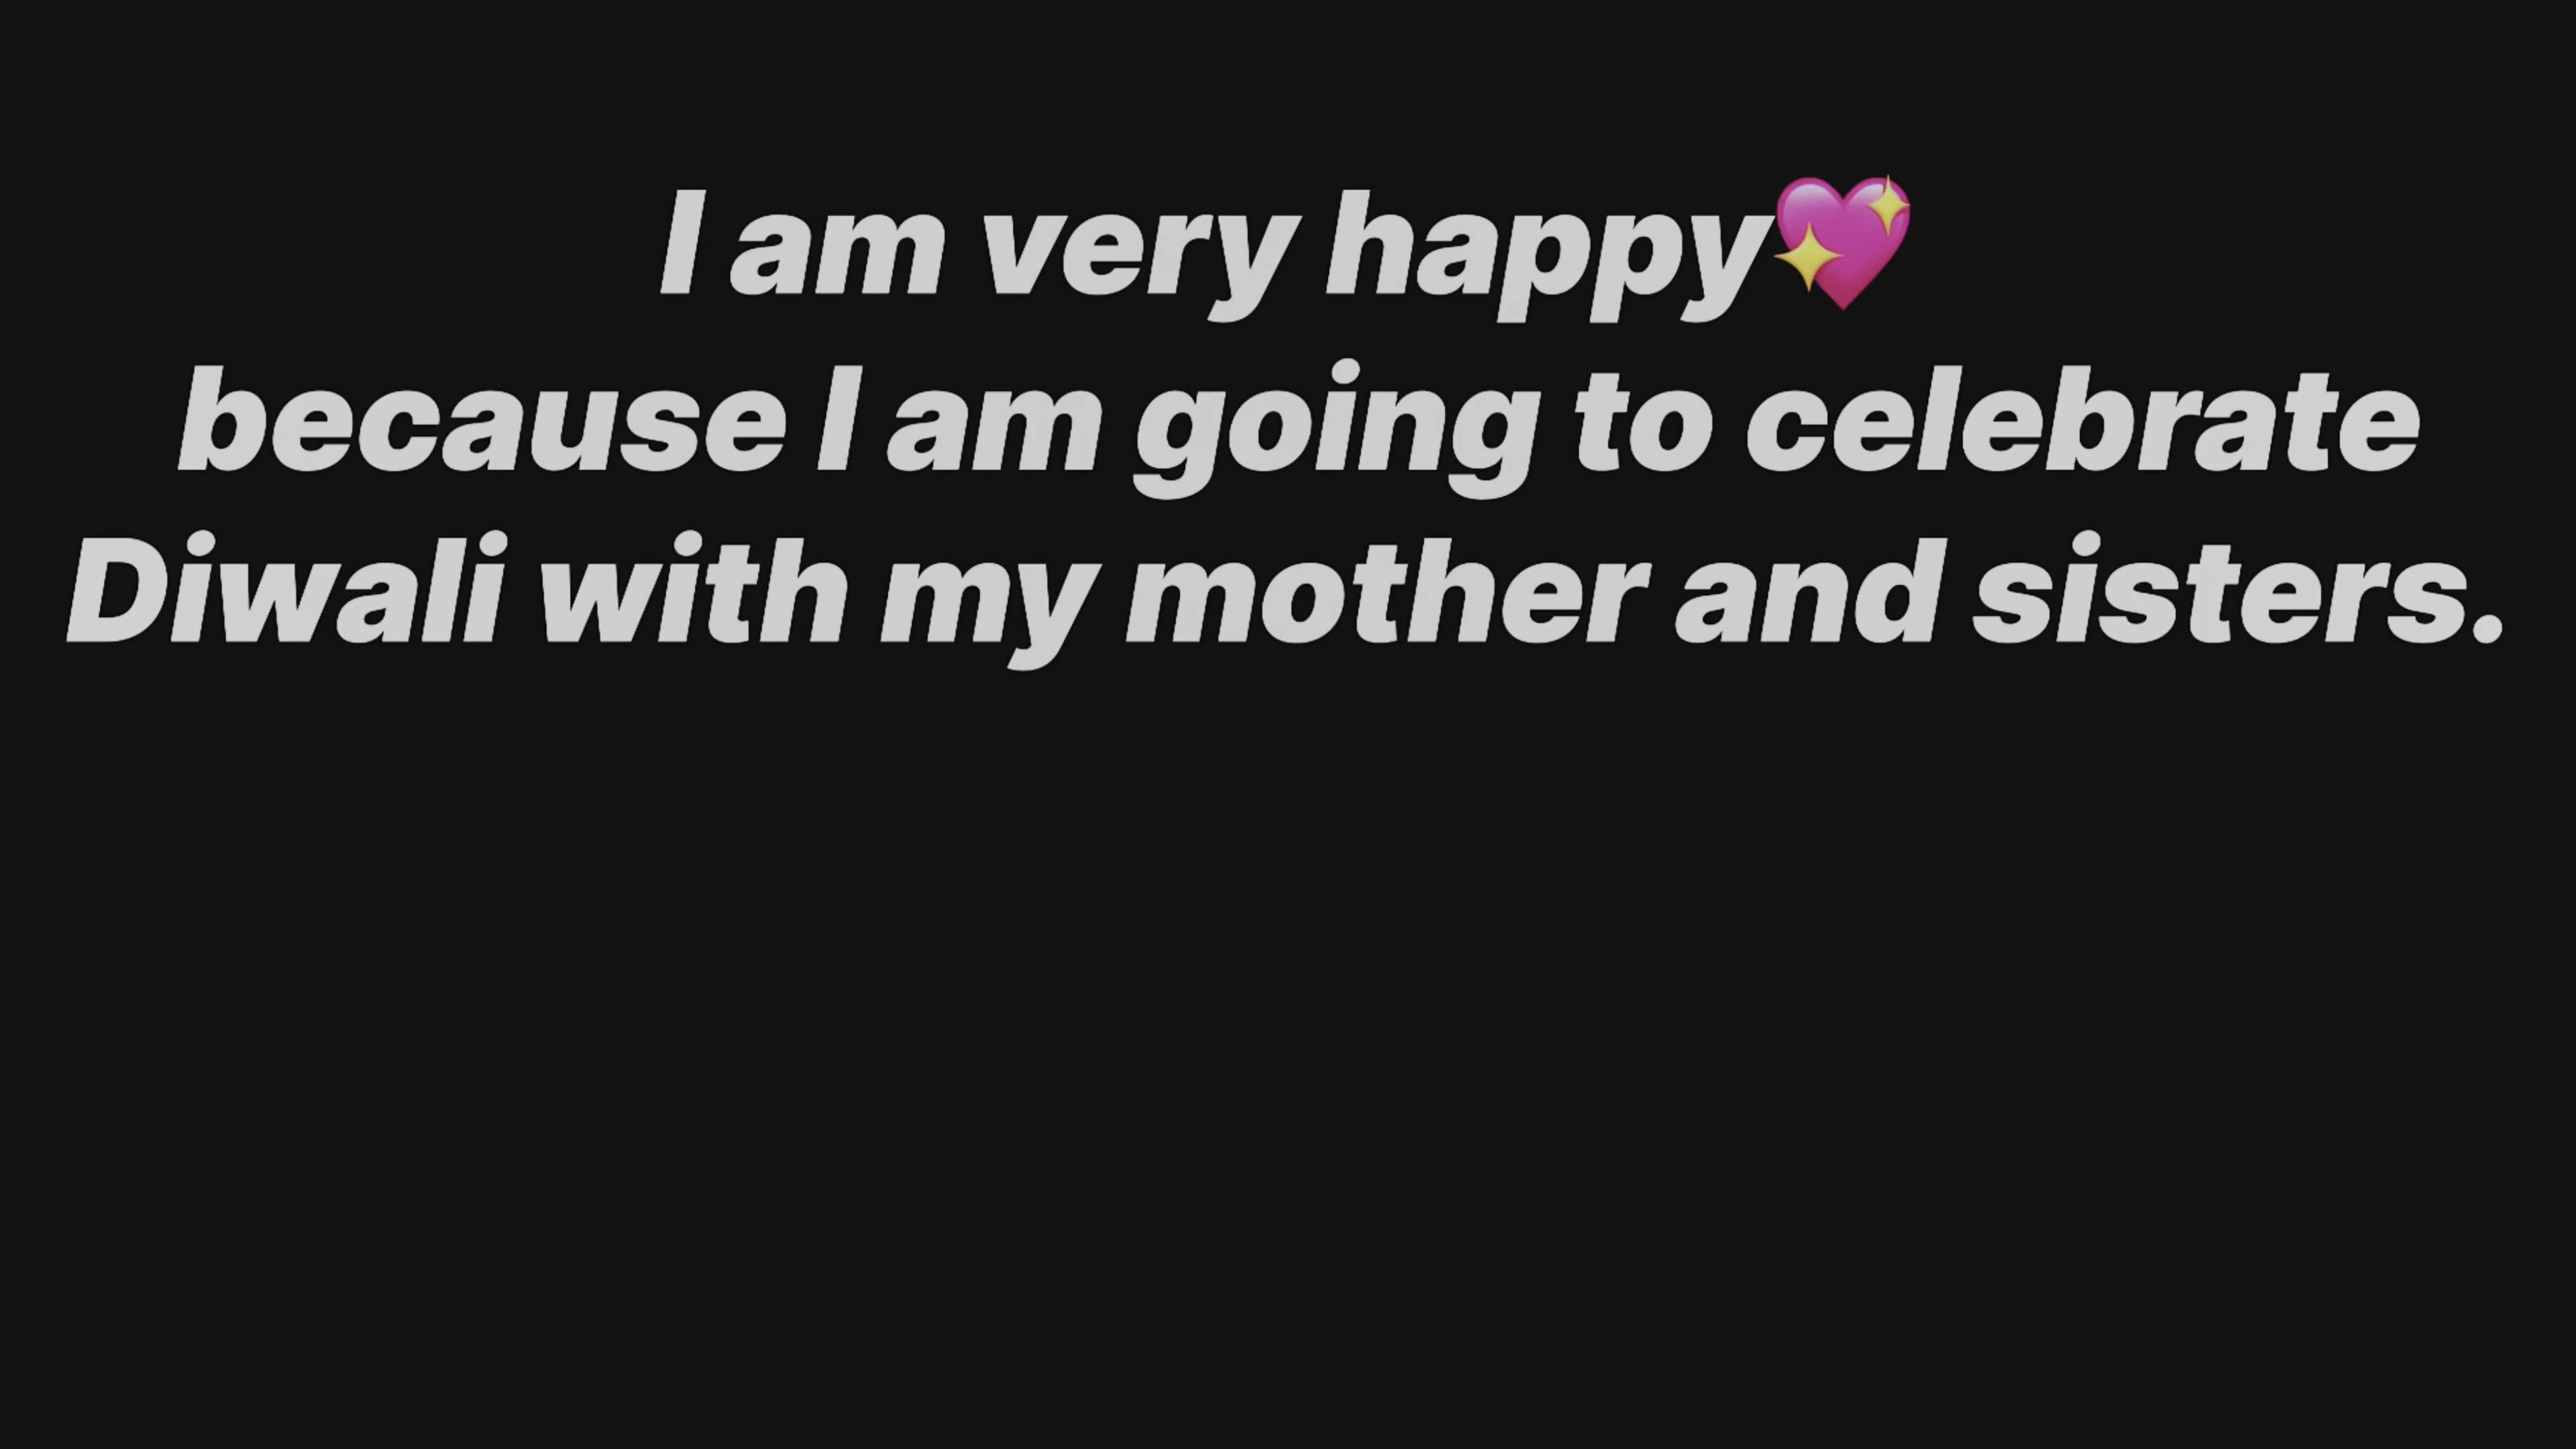 I am very happy💖
because I am going to celebrate
Diwali with my mother and sisters.